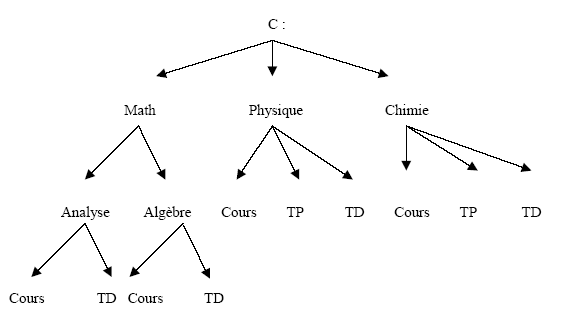 C :
Math Physique Chimie
Analyse Algèbre Cours TP TD Cours TP TD
Cours TD Cours TD